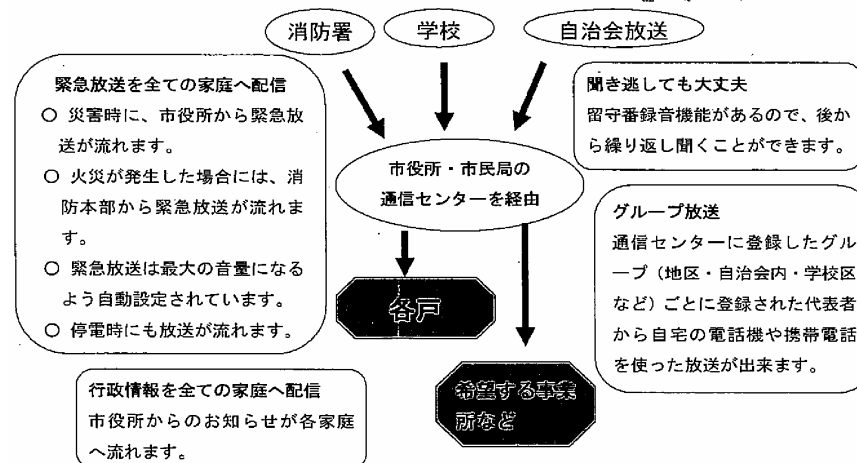 消防署
学校
自治会放送
緊急放送を全ての家庭へ配信
○ 災害時に、市役所から緊急放
送が流れます。
○ 火災が発生した場合には、消
防本部から緊急放送が流れま
す。
○ 緊急放送は最大の音量になる
よう自動設定されています。
○ 停電時にも放送が流れます。
聞き逃しても大丈夫
留守番録音機能があるので、後か
ら繰り返し聞くことができます。
市役所・市民局の
通信センターを経由
グループ放送
通信センターに登録したグル
ープ（地区・自治会内・学校区
など）ごとに登録された代表者
から自宅の電話機や携帯電話
を使った放送が出来ます。
各戸
行政情報を全ての家庭へ配信
市役所からのお知らせが各家庭
へ流れます。
希望する事業
所など